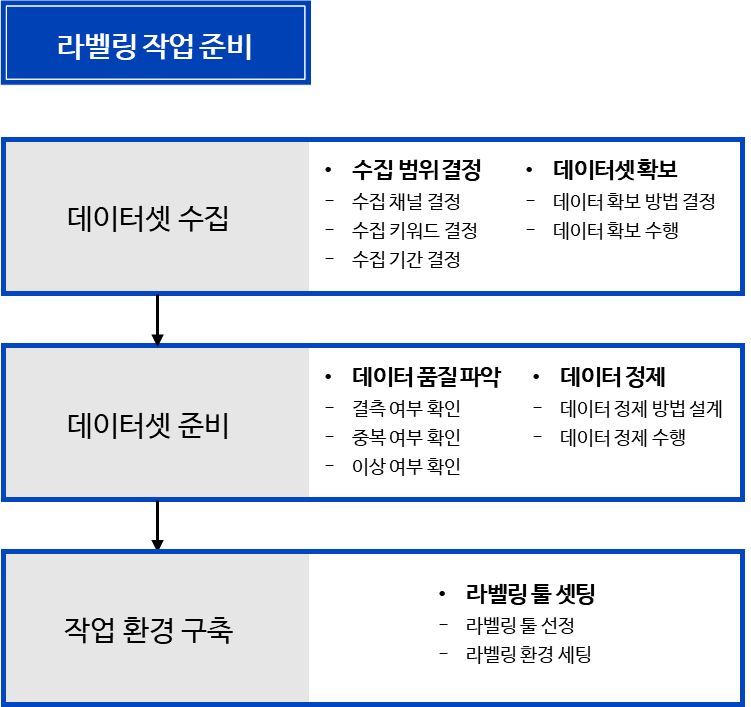 라벨링 작업 준비
데이터셋 수집
• 수집 범위 결정
- 수집 채널 결정
- 수집 키워드 결정
- 수집 기간 결정
• 데이터셋 확보
- 데이터 확보 방법 결정
- 데이터 확보 수행
데이터셋 준비
• 데이터 품질 파악
- 결측 여부 확인
- 중복 여부 확인
- 이상 여부 확인
• 데이터 정제
- 데이터 정제 방법 설계
- 데이터 정제 수행
작업 환경 구축
• 라벨링 툴 셋팅
- 라벨링 툴 선정
- 라벨링 환경 세팅